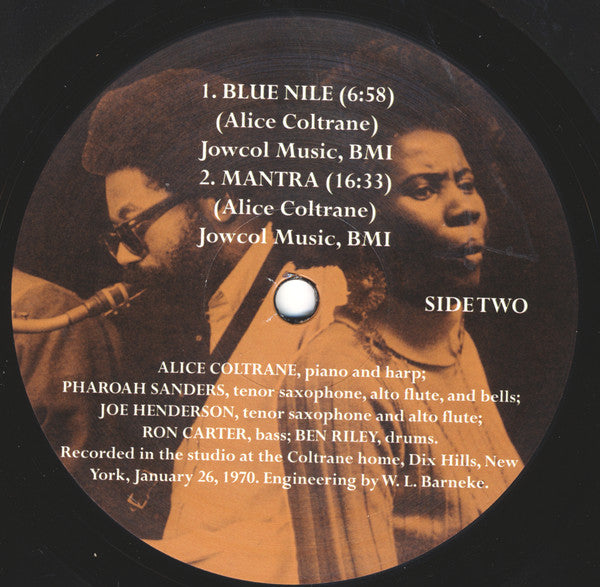 1. BLUE NILE (6:58)
(Alice Coltrane)
Jowcol Music, BMI
2. MANTRA (16:33)
(Alice Coltrane)
Jowcol Music, BMI
SIDE TWO
ALICE COLTRANE, piano and harp;
PHAROAH SANDERS, tenor saxophone, alto flute, and bells;
JOE HENDERSON, tenor saxophone and alto flute;
RON CARTER, bass; BEN RILEY, drums.
Recorded in the studio at the Coltrane home, Dix Hills, New
York, January 26, 1970. Engineering by W. L. Barneke.